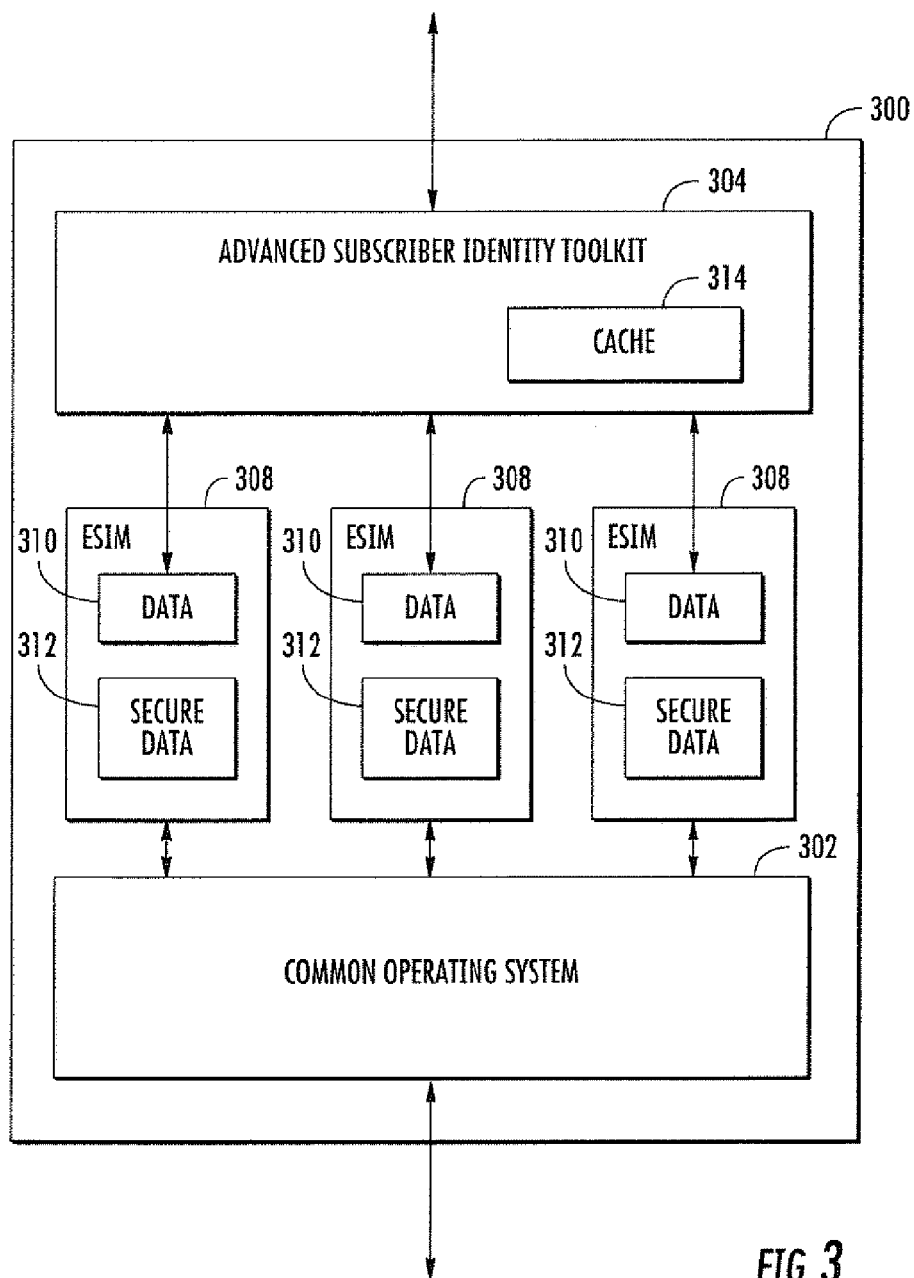 300
304
ADVANCED SUBSCRIBER IDENTITY TOOLKIT
314
CACHE
308
308
308
ESIM
ESIM
ESIM
310
310
310
DATA
DATA
DATA
312
312
312
SECURE
DATA
SECURE
DATA
SECURE
DATA
302
COMMON OPERATING SYSTEM
FIG. 3